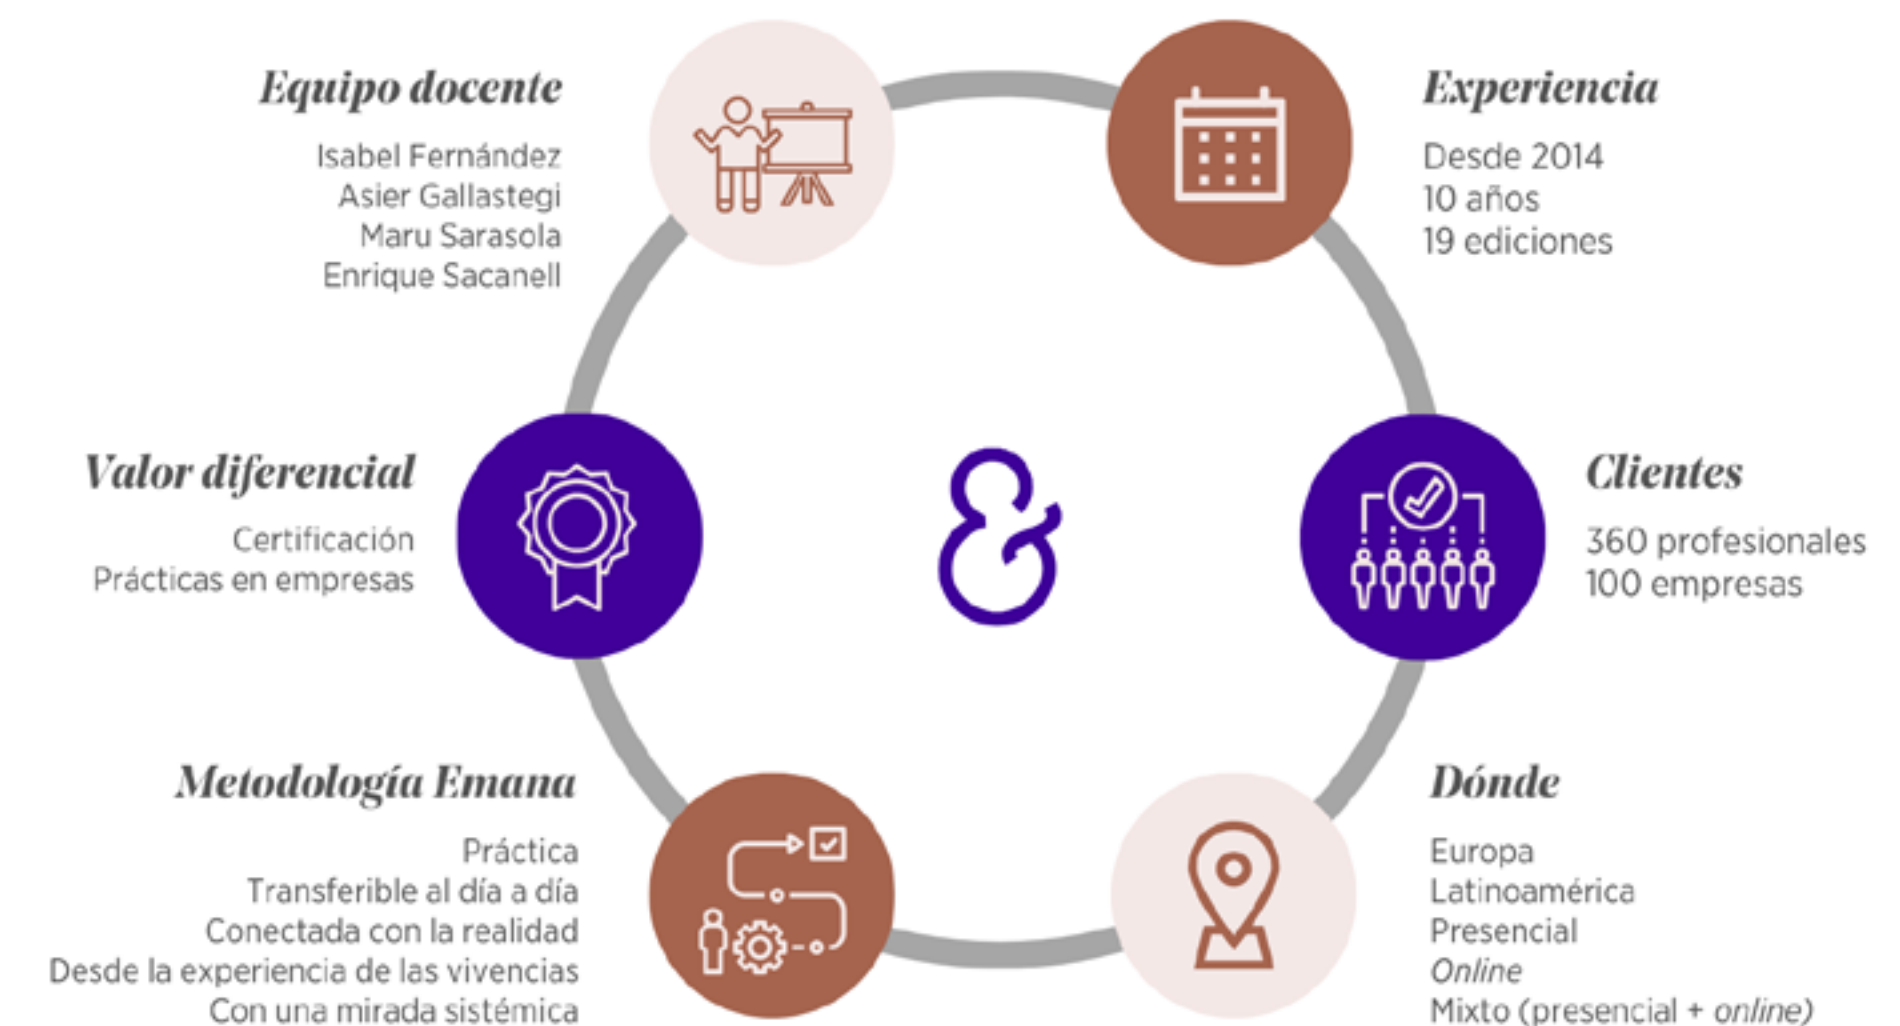 Equipo docente
Isabel Fernández
Asier Gallastegi
Maru Sarasola
Enrique Sacanell
Experiencia
Desde 2014
10 años
19 ediciones
Valor diferencial
Certificación
Prácticas en empresas
&
Clientes
360 profesionales
100 empresas
Metodología Emana
Práctica
Transferible al día a día
Conectada con la realidad
Desde la experiencia de las vivencias
Con una mirada sistémica
Dónde
Europa
Latinoamérica
Presencial
Online
Mixto (presencial + online)